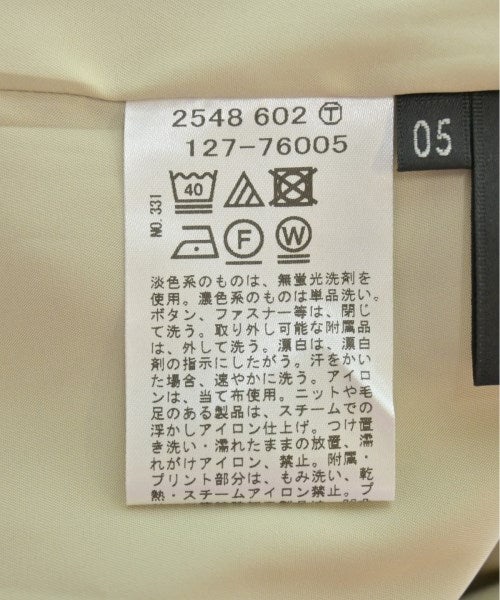 2548 602 Ⓣ
127-76005
05
NO. 331
40
F
W
淡色系のものは、無蛍光洗剤を
使用。濃色系のものは単品洗い。
ボタン、ファスナー等は、閉じ
て洗う。取り外し可能な附属品
は、外して洗う。漂白は、漂白
剤の指示にしたがう。汗をかい
た場合、速やかに洗う。アイロ
ンは、当て布使用。ニットや毛
足のある製品は、スチームでの
浮かしアイロン仕上げ。つけ置
き洗い・濡れたままの放置、濡
れがけアイロン、禁止。附属・
プリント部分は、もみ洗い、乾
熱・スチームアイロン禁止。プ